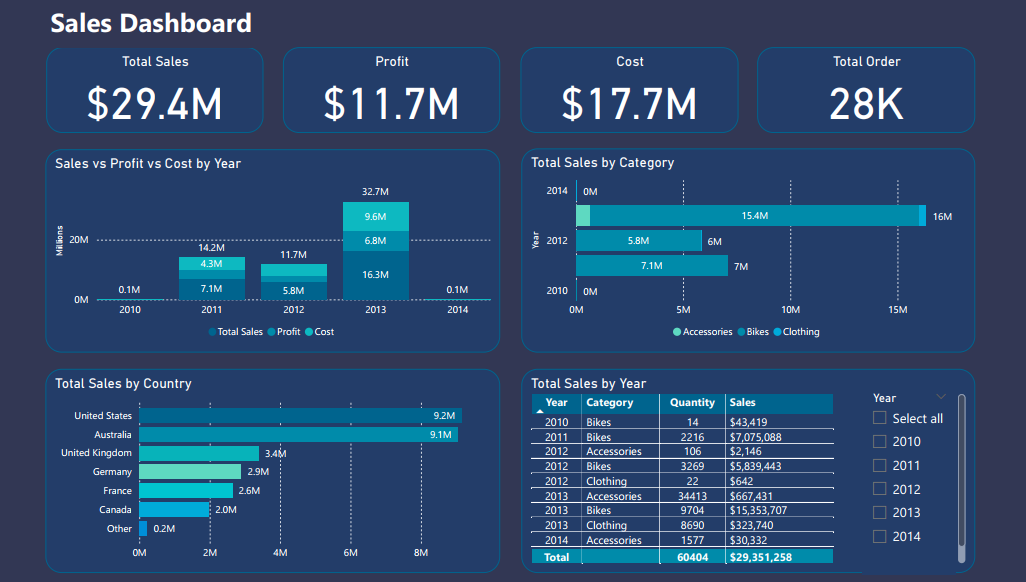 Sales Dashboard
Total Sales
$29.4M
Profit
$11.7M
Cost
$17.7M
Total Order
28K
Sales vs Profit vs Cost by Year
Millions
20M
0M
0.1M
14.2M
4.3M
7.1M
11.7M
5.8M
32.7M
9.6M
6.8M
16.3M
0.1M
2010 2011 2012 2013 2014
Total Sales Profit Cost
Total Sales by Category
Year
2014 0M
15.4M 16M
2012 5.8M 6M
7.1M 7M
2010 0M
0M 5M 10M 15M
Accessories Bikes Clothing
Total Sales by Country
United States 9.2M
Australia 9.1M
United Kingdom 3.4M
Germany 2.9M
France 2.6M
Canada 2.0M
Other 0.2M
0M 2M 4M 6M 8M
Total Sales by Year
Year Category Quantity Sales
2010 Bikes 14 $43,419
2011 Bikes 2216 $7,075,088
2012 Accessories 106 $2,146
2012 Bikes 3269 $5,839,443
2012 Clothing 22 $642
2013 Accessories 34413 $667,431
2013 Bikes 9704 $15,353,707
2013 Clothing 8690 $323,740
2014 Accessories 1577 $30,332
Total 60404 $29,351,258
Year
Select all
2010
2011
2012
2013
2014